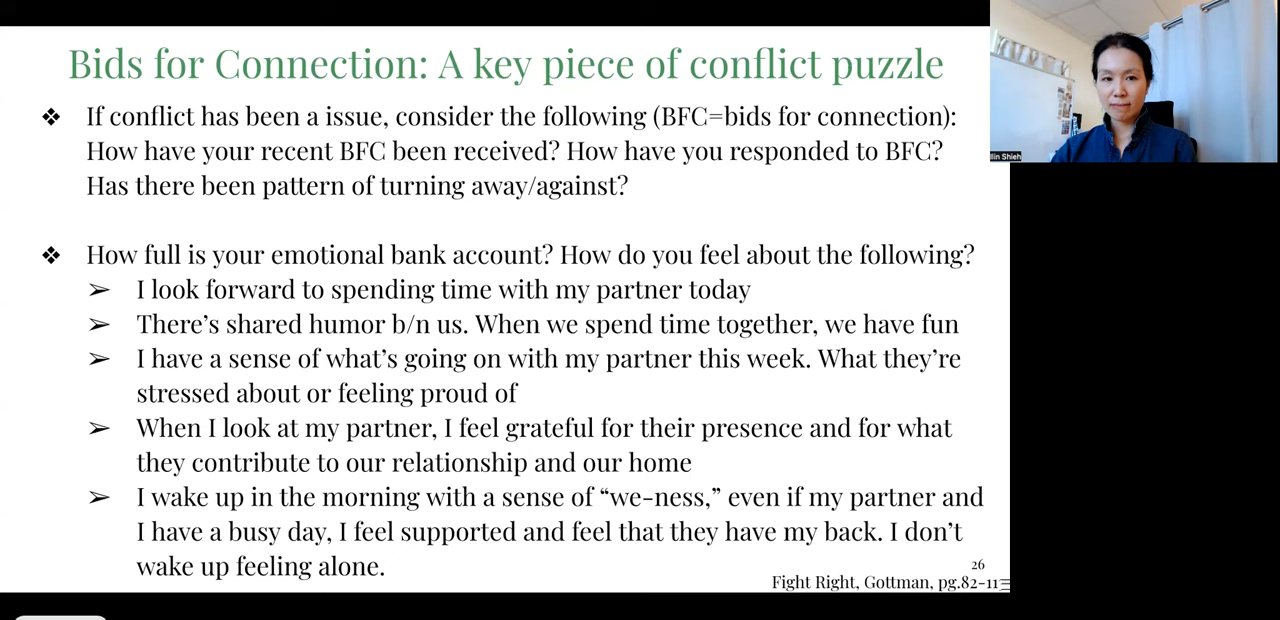 Bids for Connection: A key piece of conflict puzzle
❖ If conflict has been a issue, consider the following (BFC=bids for connection):
How have your recent BFC been received? How have you responded to BFC?
Has there been pattern of turning away/against?
❖ How full is your emotional bank account? How do you feel about the following?
➢ I look forward to spending time with my partner today
➢ There’s shared humor b/n us. When we spend time together, we have fun
➢ I have a sense of what’s going on with my partner this week. What they’re
stressed about or feeling proud of
➢ When I look at my partner, I feel grateful for their presence and for what
they contribute to our relationship and our home
➢ I wake up in the morning with a sense of “we-ness,” even if my partner and
I have a busy day, I feel supported and feel that they have my back. I don’t
wake up feeling alone.
26
Fight Right, Gottman, pg.82-11
Shieh